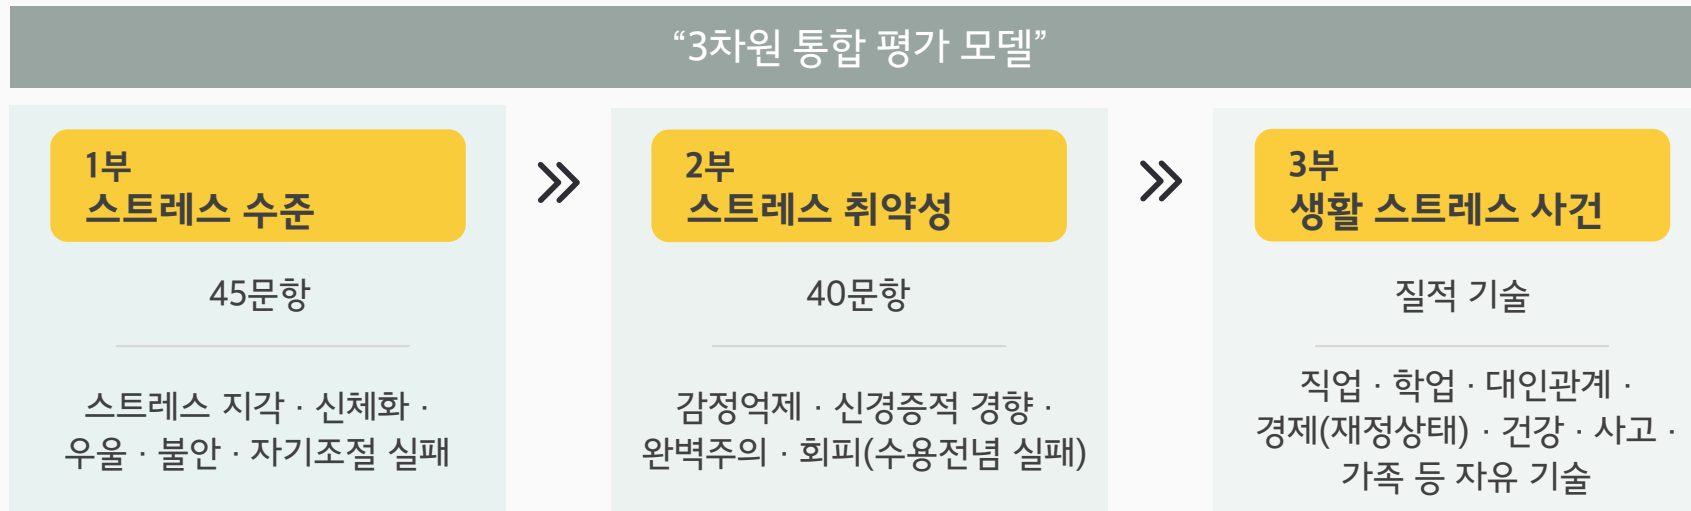 “3차원 통합 평가 모델”
1부
스트레스 수준
45문항
스트레스 지각 · 신체화 ·
우울 · 불안 · 자기조절 실패
2부
스트레스 취약성
40문항
감정억제 · 신경증적 경향 ·
완벽주의 · 회피(수용전념 실패)
3부
생활 스트레스 사건
질적 기술
직업 · 학업 · 대인관계 ·
경제(재정상태) · 건강 · 사고 ·
가족 등 자유 기술